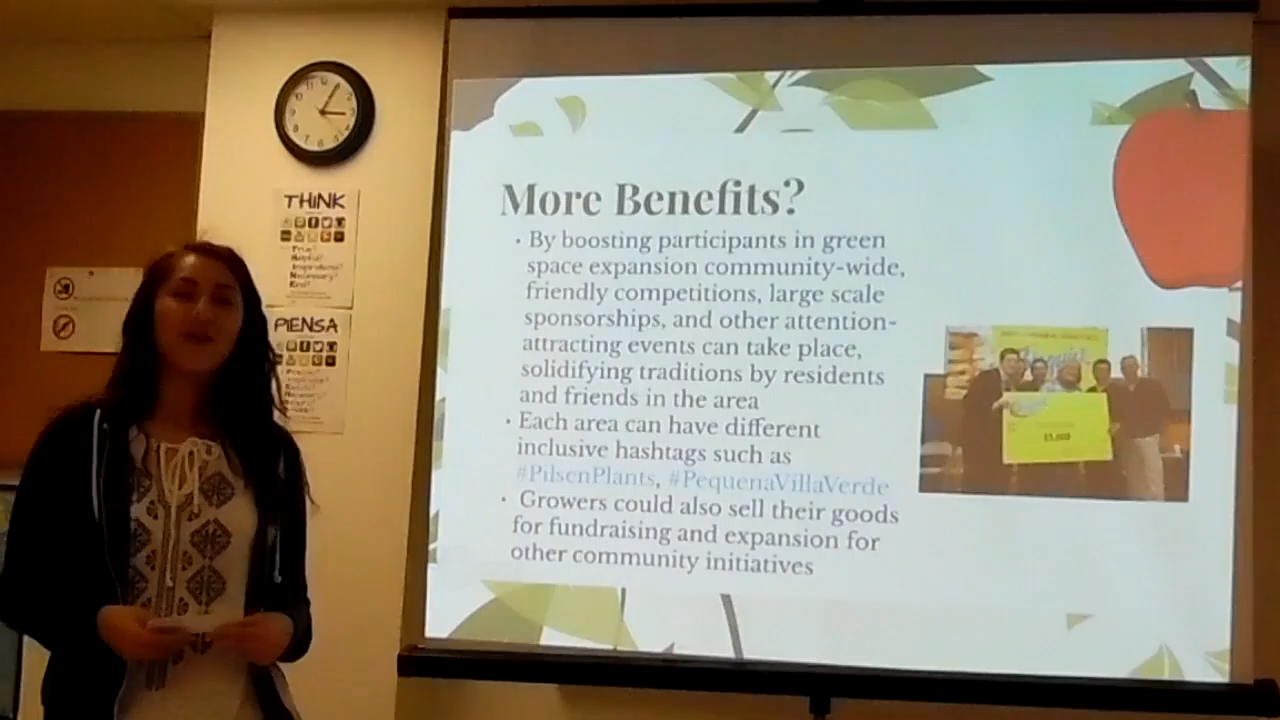 THINK
True?
Helpful?
Inspirational?
Necessary?
Kind?
PIENSA
More Benefits?
• By boosting participants in green
space expansion community-wide,
friendly competitions, large scale
sponsorships, and other attention-
attracting events can take place,
solidifying traditions by residents
and friends in the area
• Each area can have different
inclusive hashtags such as
#PilsenPlants, #PequenaVillaVerde
• Growers could also sell their goods
for fundraising and expansion for
other community initiatives